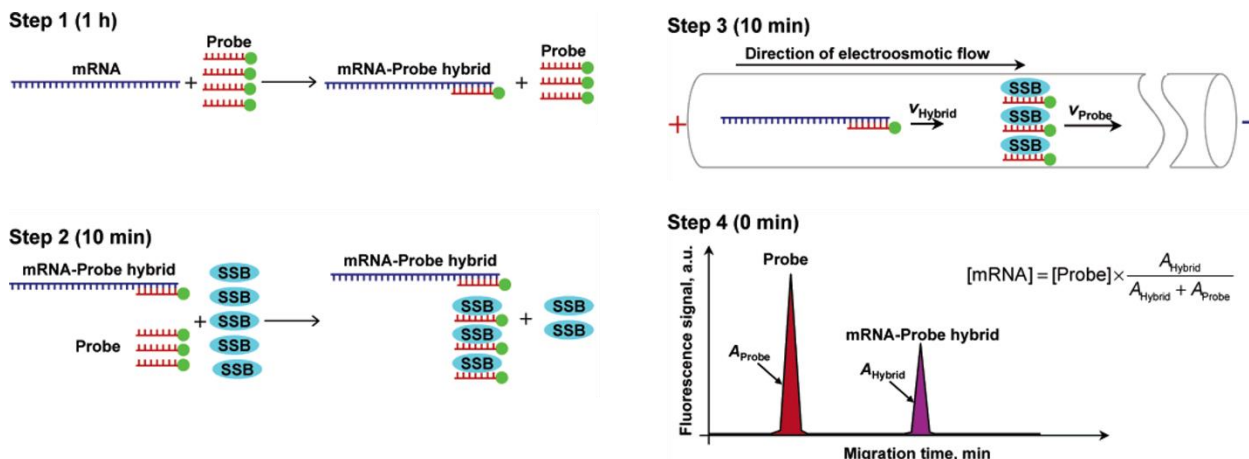 Step 1 (1 h)
Probe
mRNA
+
mRNA-Probe hybrid
+
Probe
Step 2 (10 min)
mRNA-Probe hybrid
SSB
SSB
SSB
SSB
SSB
+
Probe
mRNA-Probe hybrid
SSB
SSB
SSB
+
SSB
SSB
Step 3 (10 min)
Direction of electroosmotic flow
+
vHybrid
SSB
SSB
SSB
vProbe
−
Step 4 (0 min)
Fluorescence signal, a.u.
Probe
AProbe
mRNA-Probe hybrid
AHybrid
Migration time, min
[mRNA] = [Probe] × AHybrid / AHybrid + AProbe